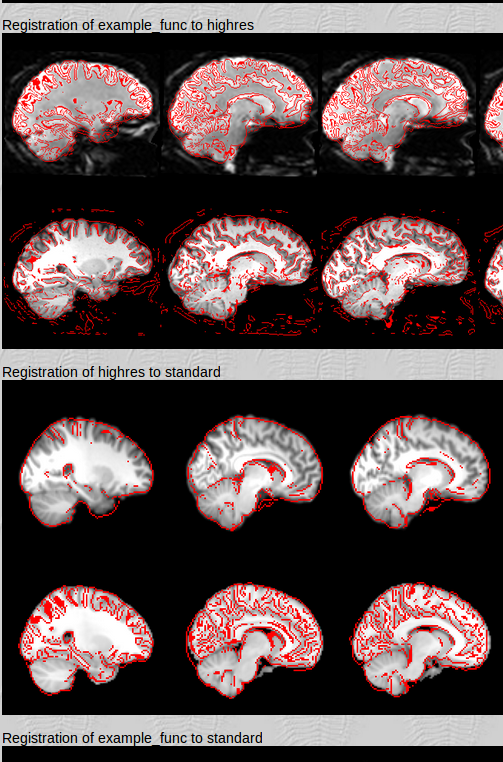 Registration of example_func to highres
Registration of highres to standard
Registration of example_func to standard